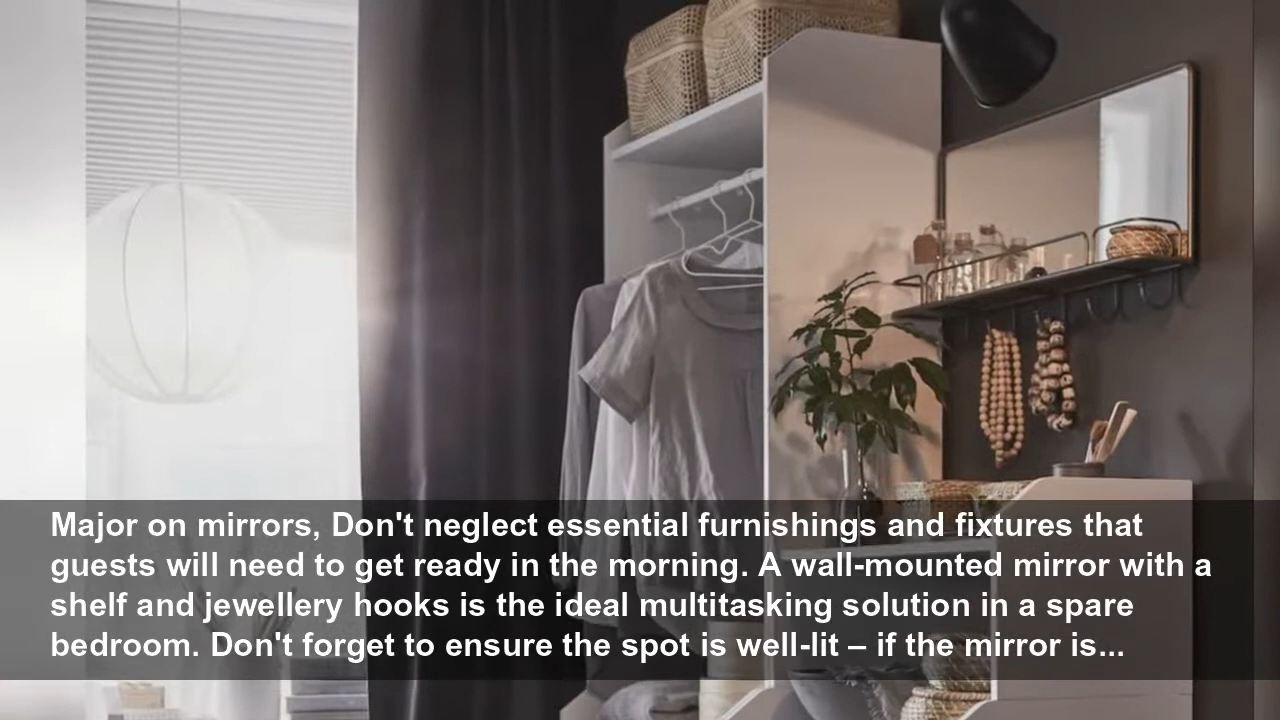 Major on mirrors, Don't neglect essential furnishings and fixtures that
guests will need to get ready in the morning. A wall-mounted mirror with a
shelf and jewellery hooks is the ideal multitasking solution in a spare
bedroom. Don't forget to ensure the spot is well-lit – if the mirror is...